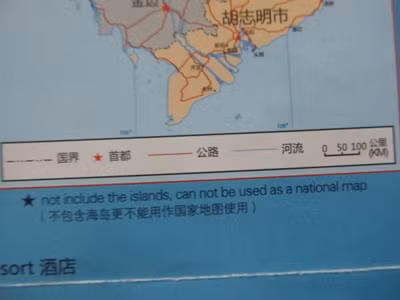 金边
胡志明市
国界 首都 公路 河流 0 50 100 公里
(KM)
★ not include the islands, can not be used as a national map
(不包含海岛更不能用作国家地图使用)
sort 酒店